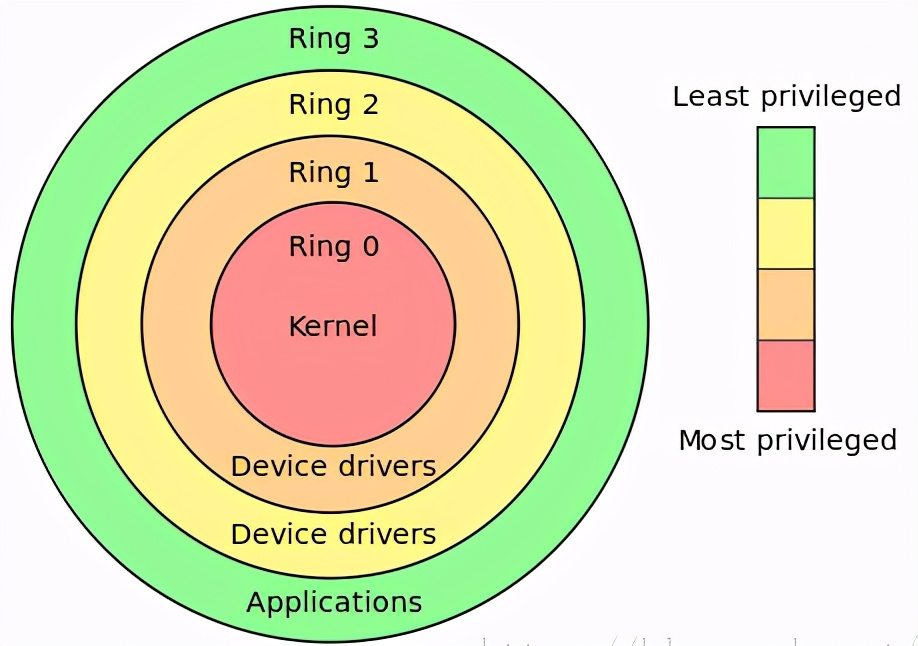 Ring 3
Ring 2
Ring 1
Ring 0
Kernel
Device drivers
Device drivers
Applications
Least privileged
Most privileged